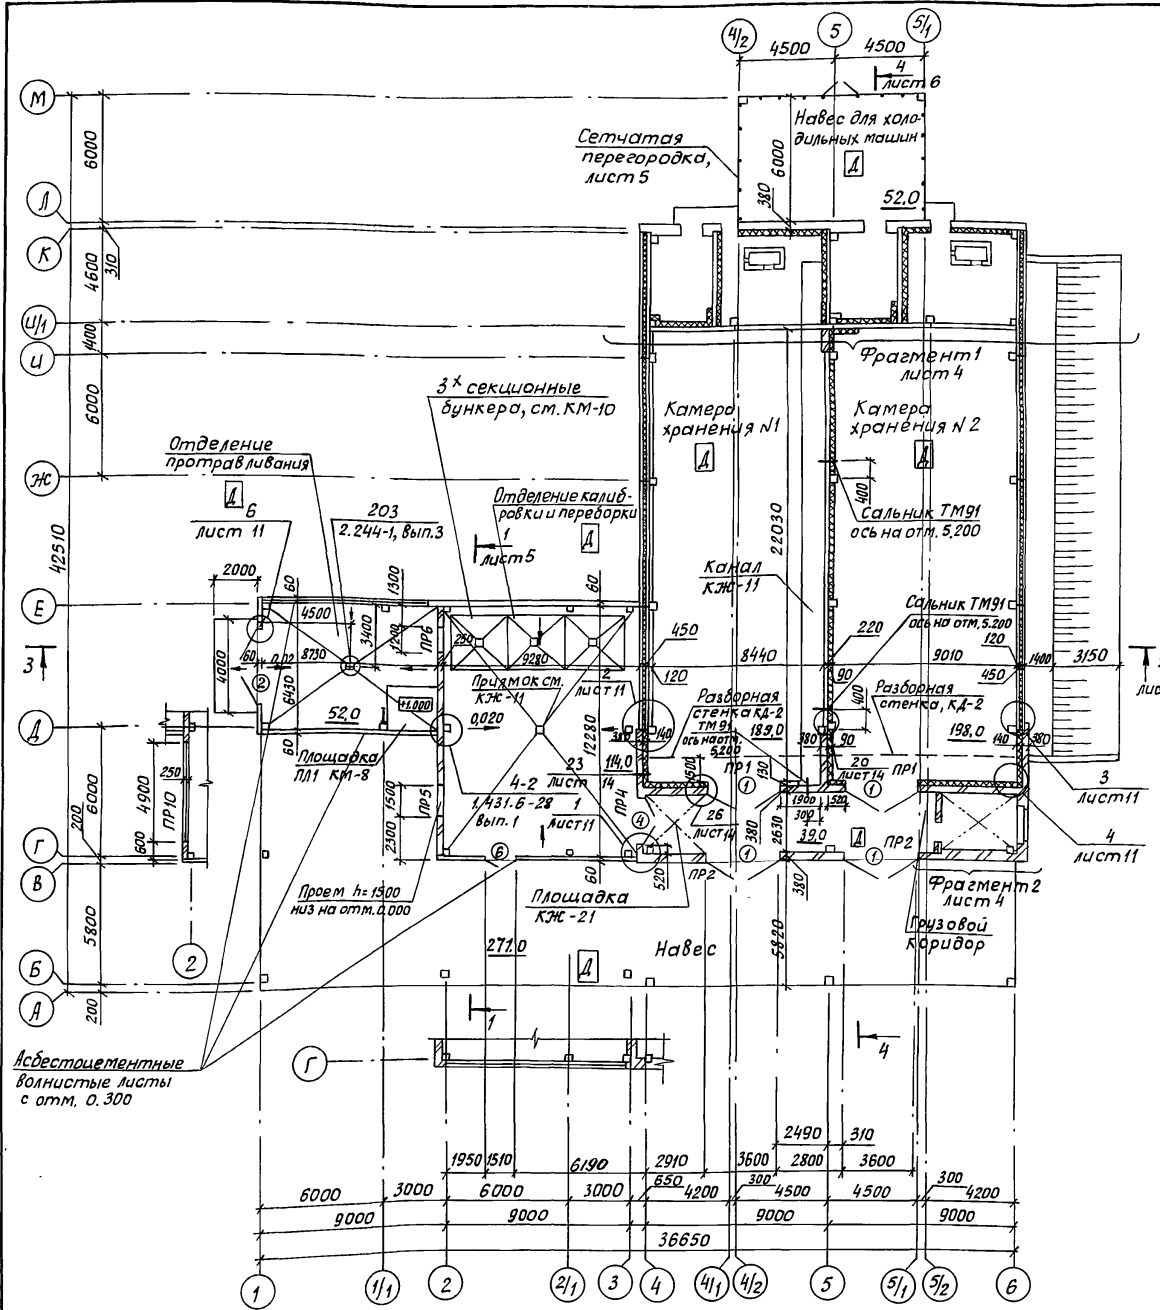 4/2
5
5/1
4500
4500
4
лист 6
М
Навес для холо-
дильных машин
Д
Сетчатая
перегородка,
лист 5
6000
6000
380
52,0
Л
К
310
4600
И/1
1400
И
Фрагмент 1
лист 4
3х секционные
бункера, см. КМ-10
Камера
хранения N1
Д
Камера
хранения N2
Д
6000
Отделение
протравливания
Д
Ж
6
лист 11
203
2.244-1, вып.3
Отделение калиб-
ровки и переборки
Д
1
лист 5
400
Сальник ТМ91
ось на отм. 5,200
22030
42510
2000
60
1300
60
Канал
КЖ-11
Е
4500
3400
1200
ПР6
250
9280
450
120
220
90
Сальник ТМ91
ось на отм. 5.200
120
8440
9010
450
1400
3150
3
4000
60
0,02
8730
2
6430
Приямок см.
КЖ-11
2
лист 11
Разборная
стенка КД-2
ТМ91
ось на отм.
5,200
189,0
Разборная
стенка, КД-2
400
198,0
+1.000
52,0
0,020
12280
Д
60
Площадка
ПЛ1 КМ-8
380
140
114,0
ПР1
130
380
90
20
лист 14
ПР1
140
380
3
лист 11
250
4900
ПР10
6000
600
200
1500
ПР5
2300
4-2
1.431.6-28
вып. 1
23
лист 14
1
лист 11
ПР4
4
1500
26
лист 14
1
280
2630
1900
300
520
39,0
1
Д
ПР2
4
лист 11
Г
В
6
60
520
ПР2
1
380
1
Фрагмент 2
лист 4
Проем h=1500
низ на отм. 0.000
Площадка
КЖ-21
Грузовой
коридор
5800
2
271.0
Д
Навес
5820
Б
А
200
1
4
Асбестоцементные
волнистые листы
с отм. 0.300
Г
2490
310
1950
1510
6190
2910
3600
2800
3600
6000
3000
6000
3000
650
4200
300
4500
4500
300
4200
9000
9000
9000
9000
36650
1
1/1
2
2/1
3
4
4/1
4/2
5
5/1
5/2
6